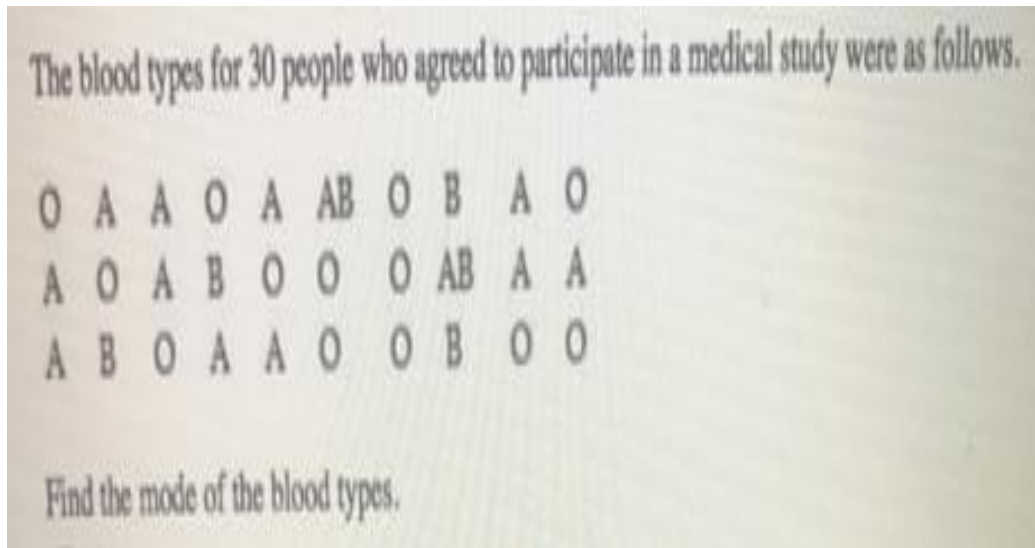 The blood types for 30 people who agreed to participate in a medical study were as follows.
O A A O A AB O B A O
A O A B O O O AB A A
A B O A A O O B O O
Find the mode of the blood types.